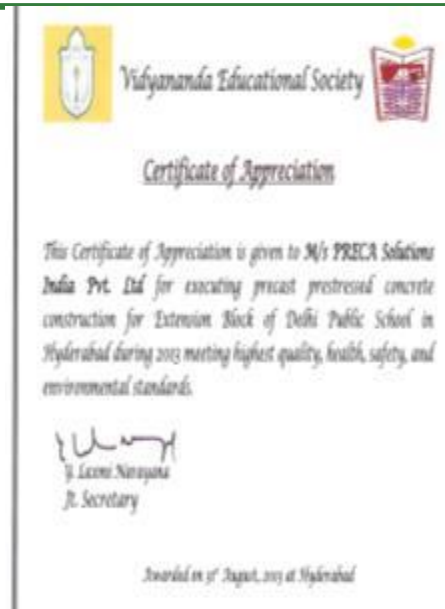 Vidyananda Educational Society
Certificate of Appreciation
This Certificate of Appreciation is given to M/s PRECA Solutions
India Pvt. Ltd for executing precast prestressed concrete
construction for Extension Block of Delhi Public School in
Hyderabad during 2013 meeting highest quality, health, safety, and
environmental standards.
Y. Laxmi Narayana
Jt. Secretary
Awarded on August, 2013 at Hyderabad